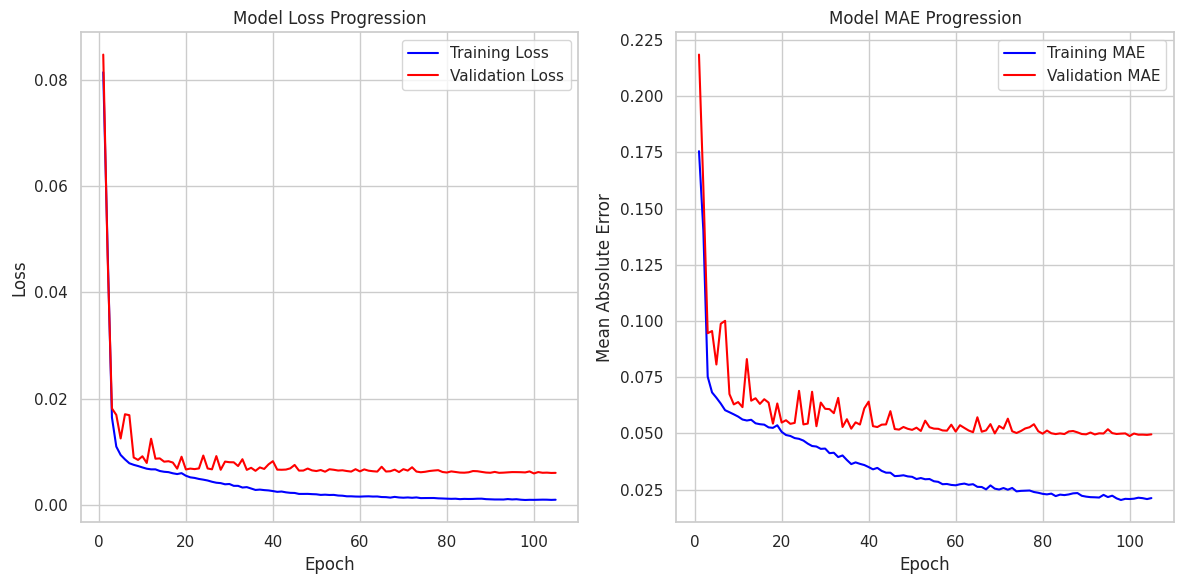 Model Loss Progression
Training Loss
Validation Loss
0.08
0.06
0.04
0.02
0.00
Loss
0 20 40 60 80 100
Epoch
Model MAE Progression
Training MAE
Validation MAE
0.225
0.200
0.175
0.150
0.125
0.100
0.075
0.050
0.025
Mean Absolute Error
0 20 40 60 80 100
Epoch